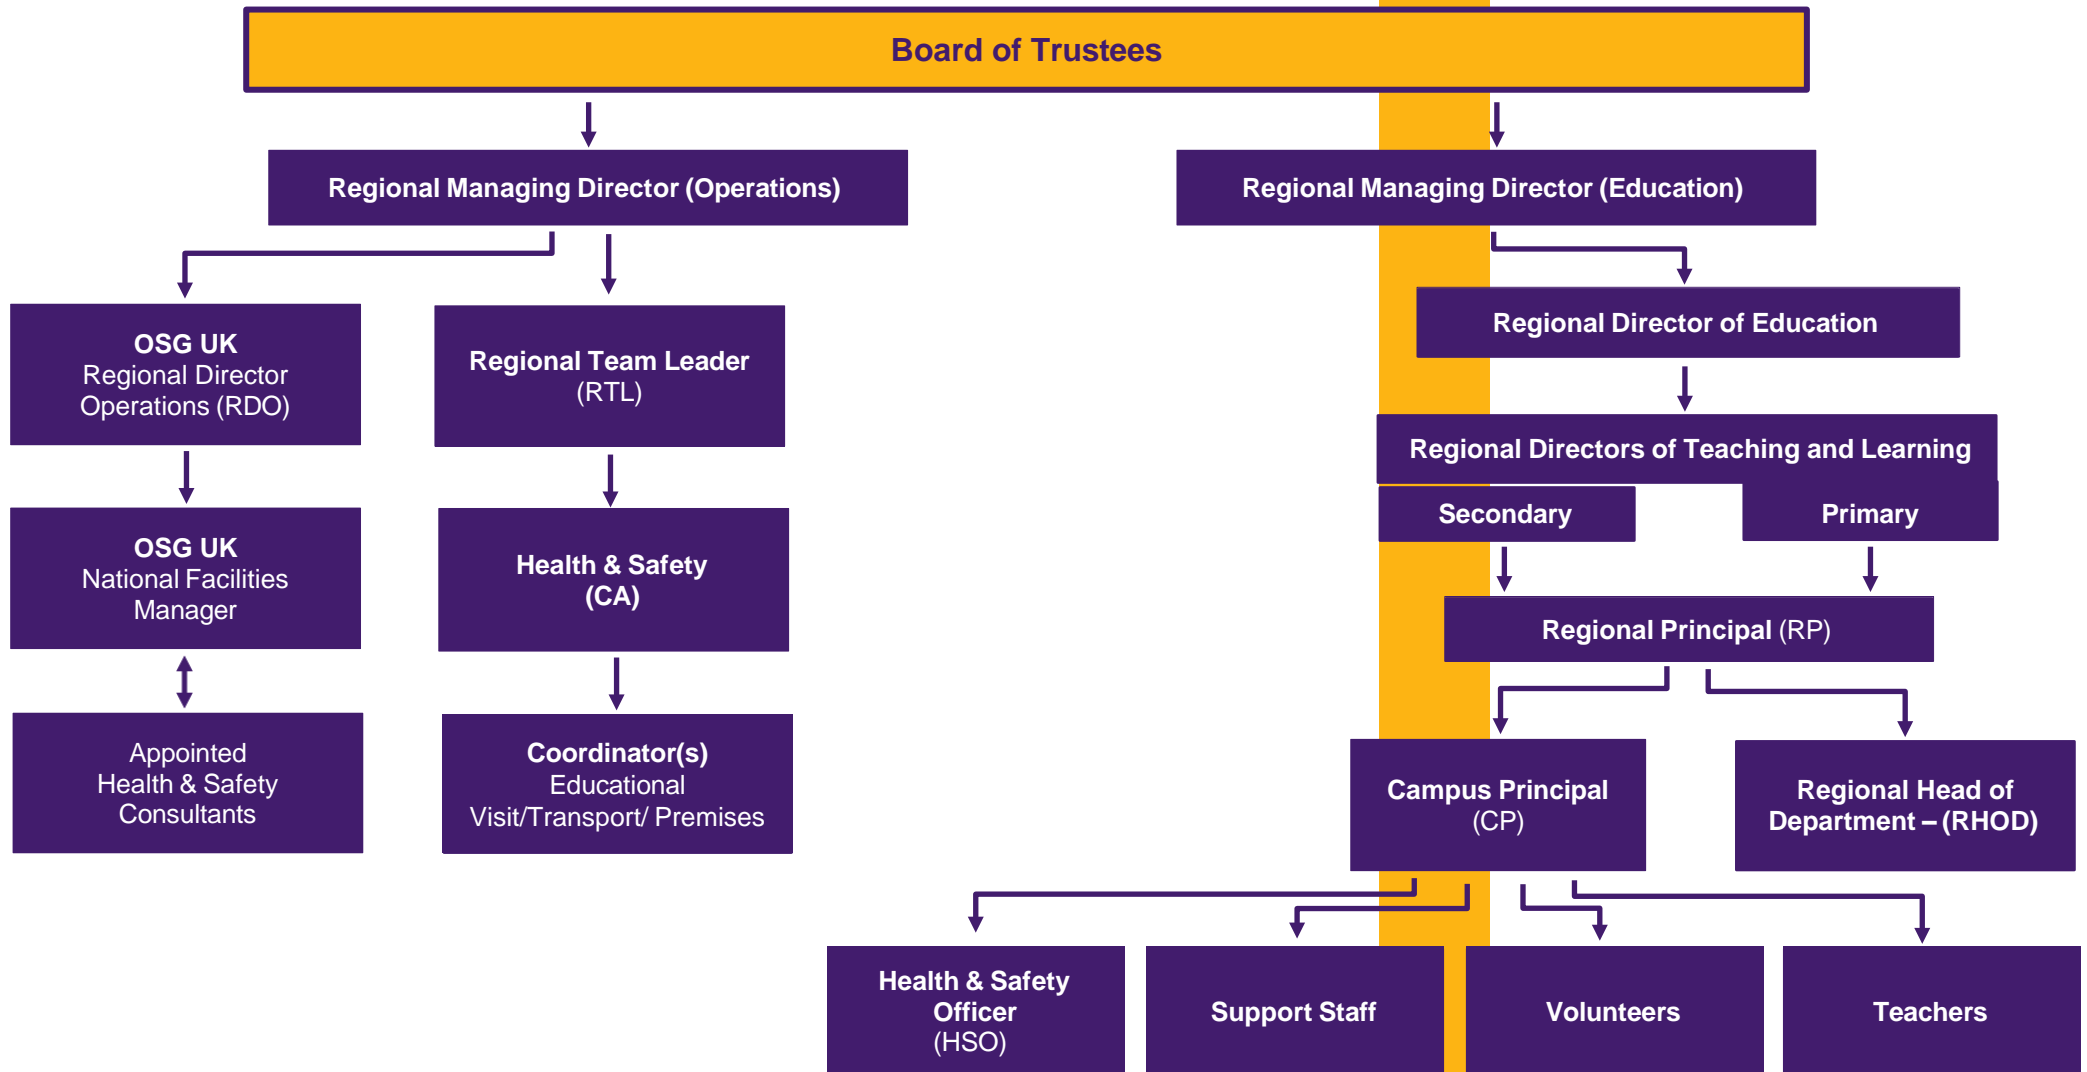 Board of Trustees
Regional Managing Director (Operations)
Regional Managing Director (Education)
OSG UK
Regional Director
Operations (RDO)
Regional Team Leader
(RTL)
Regional Director of Education
Regional Directors of Teaching and Learning
Secondary
Primary
OSG UK
National Facilities
Manager
Health & Safety
(CA)
Regional Principal (RP)
Appointed
Health & Safety
Consultants
Coordinator(s)
Educational
Visit/Transport/ Premises
Campus Principal
(CP)
Regional Head of
Department – (RHOD)
Health & Safety
Officer
(HSO)
Support Staff
Volunteers
Teachers